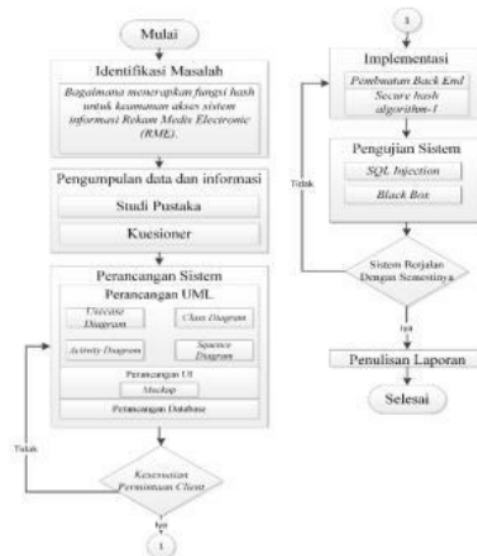 Mulai
Identifikasi Masalah
Bagaimana menerapkan fungsi hash
untuk keamanan akses sistem
informasi Rekam Medis Electronic
(RME).
Pengumpulan data dan informasi
Studi Pustaka
Kuesioner
Perancangan Sistem
Perancangan UML
Usecase
Diagram
Class Diagram
Activity Diagram
Squence
Diagram
Perancangan UI
Mockup
Perancangan Database
Tidak
Kesesuaian
Permintaan Client
Iya
1
1
Implementasi
Pembuatan Back End
Secure hash
algorithm-1
Pengujian Sistem
SQL Injection
Black Box
Tidak
Sistem Berjalan
Dengan Semestinya
Iya
Penulisan Laporan
Selesai